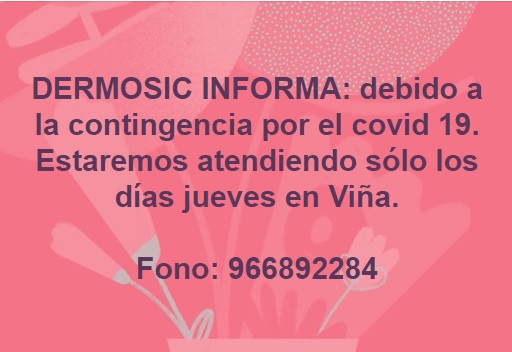 DERMOSIC INFORMA: debido a
la contingencia por el covid 19.
Estaremos atendiendo sólo los
días jueves en Viña.
Fono: 966892284